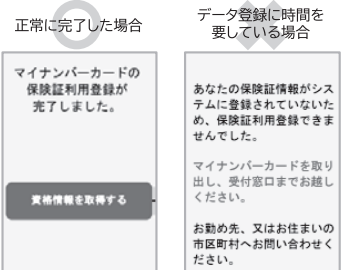 正常に完了した場合
マイナンバーカードの
保険証利用登録が
完了しました。
資格情報を取得する
データ登録に時間を
要している場合
あなたの保険証情報がシス
テムに登録されていないた
め、保険証利用登録できま
せんでした。
マイナンバーカードを取り
出し、受付窓口までお越し
ください。
お勤め先、又はお住まいの
市区町村へお問い合わせく
ださい。